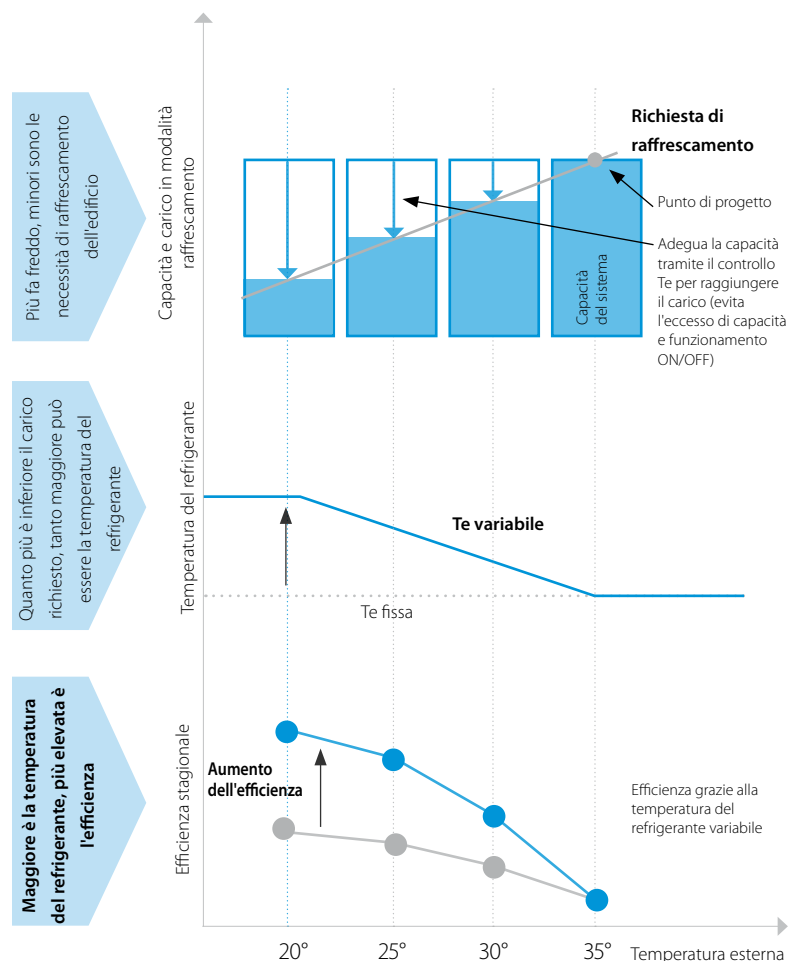 Più fa freddo, minori sono le
necessità di raffrescamento
dell'edificio
Capacità e carico in modalità
raffrescamento
Richiesta di
raffrescamento
Punto di progetto
Adegua la capacità
tramite il controllo
Te per raggiungere
il carico (evita
l'eccesso di capacità
e funzionamento
ON/OFF)
Capacità
del sistema
Quanto più è inferiore il carico
richiesto, tanto maggiore può
essere la temperatura del
refrigerante
Temperatura del refrigerante
Te variabile
Te fissa
Maggiore è la temperatura
del refrigerante, più elevata è
l'efficienza
Efficienza stagionale
Aumento
dell'efficienza
Efficienza grazie alla
temperatura del
refrigerante variabile
20° 25° 30° 35° Temperatura esterna